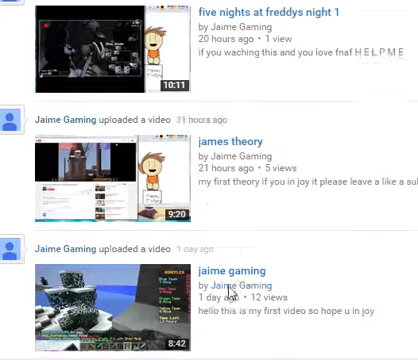 five nights at freddys night 1
by Jaime Gaming
20 hours ago • 1 view
if you waching this and you love fnaf H E L P M E
10:11
Jaime Gaming uploaded a video 21 hours ago
james theory
by Jaime Gaming
21 hours ago • 5 views
my first theory if you in joy it please leave a like a su
9:20
Jaime Gaming uploaded a video 1 day ago
jaime gaming
by Jaime Gaming
1 day ago • 12 views
hello this is my first video so hope u in joy
8:42